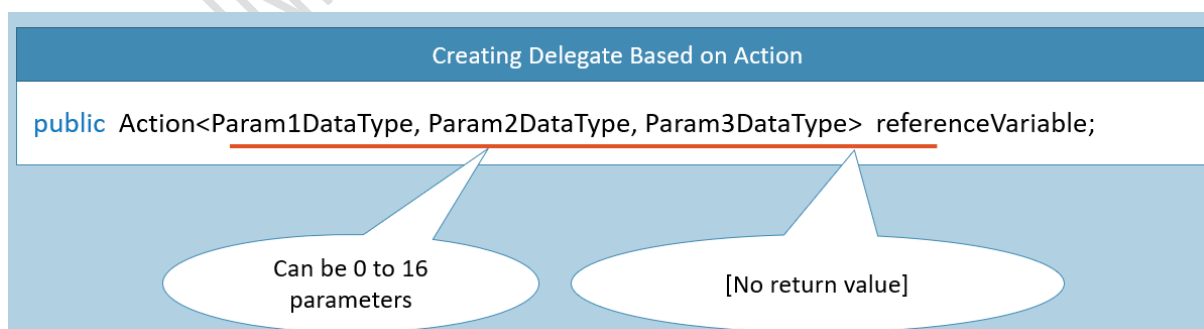 Creating Delegate Based on Action
public Action<Param1DataType, Param2DataType, Param3DataType> referenceVariable;
Can be 0 to 16
parameters
[No return value]